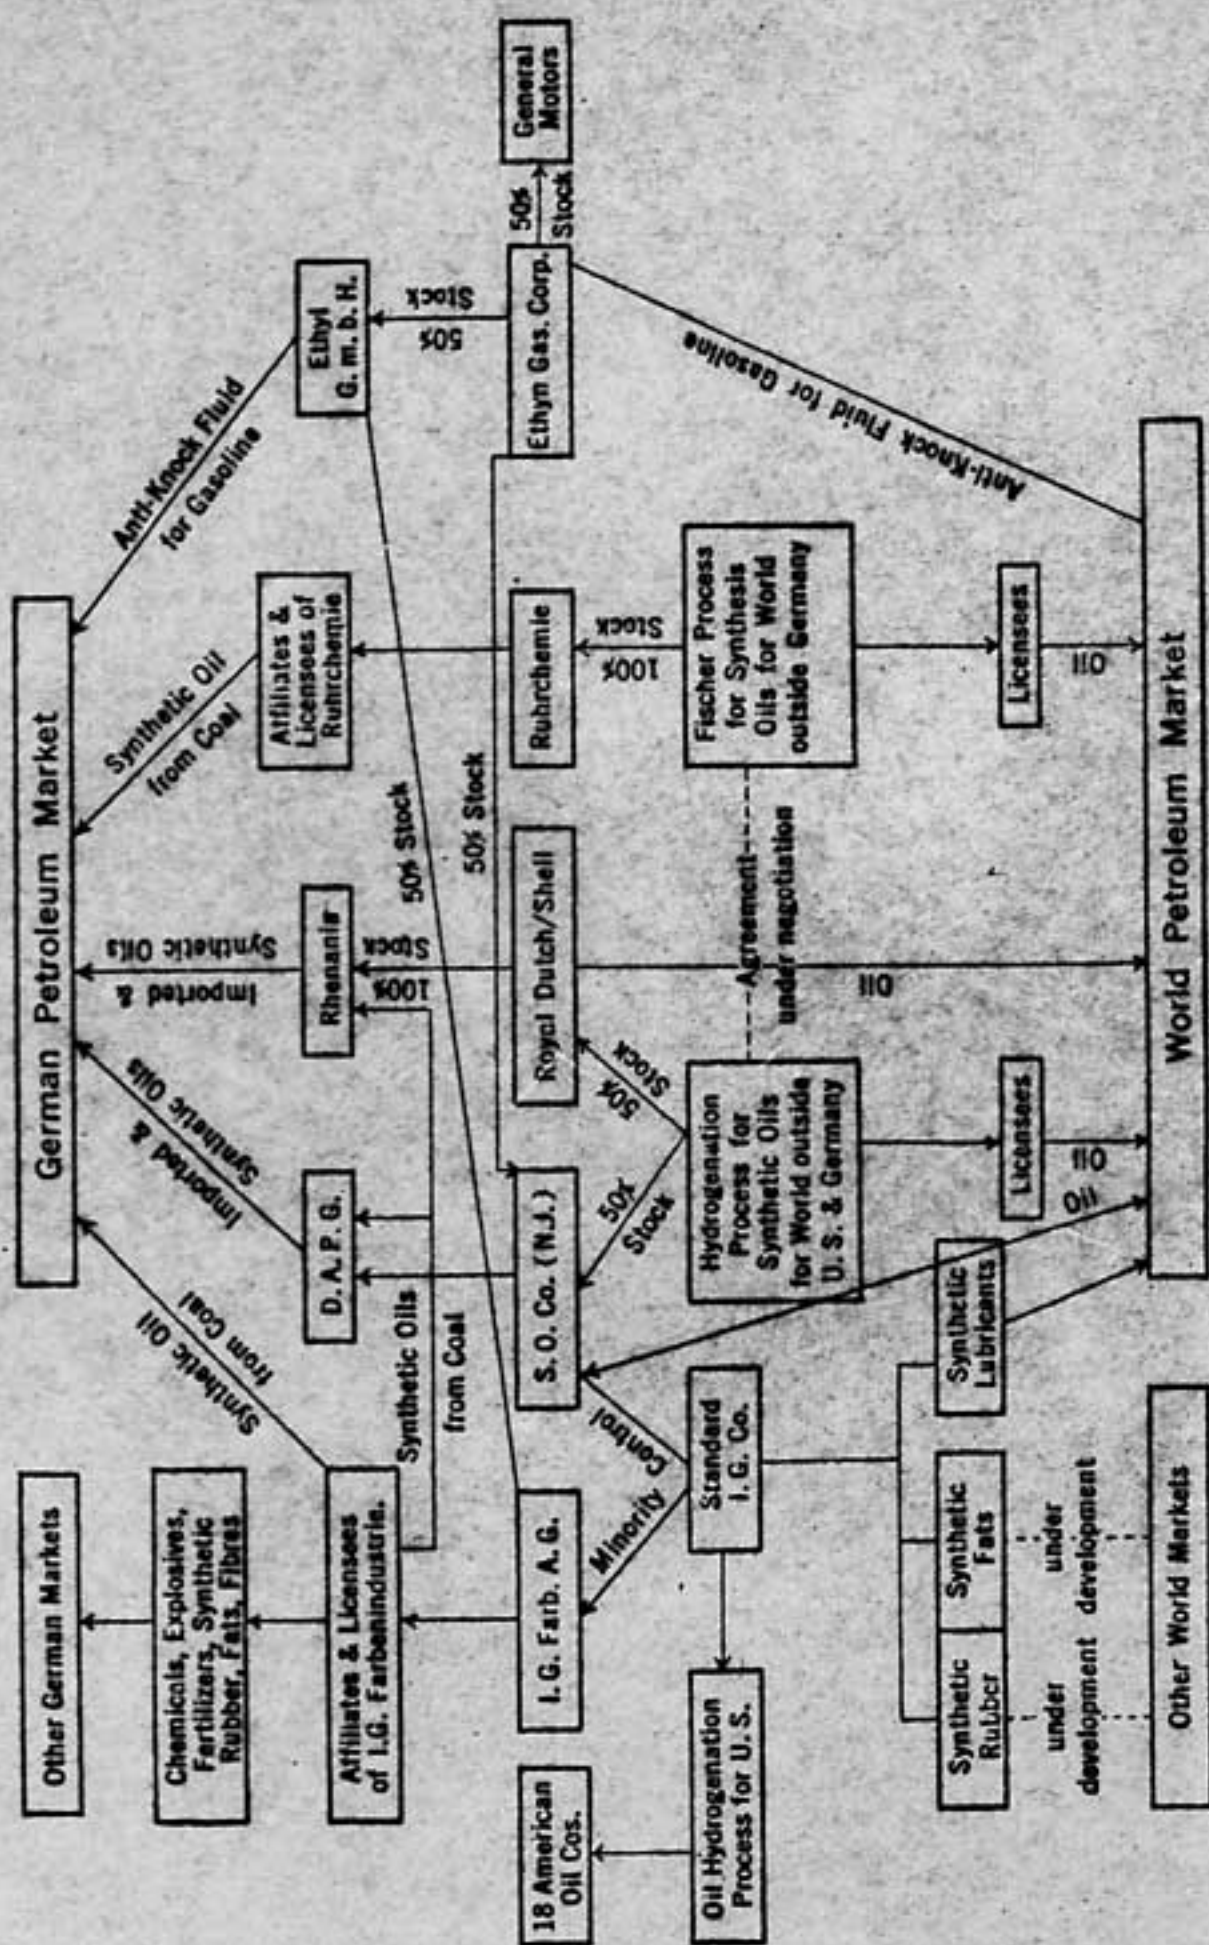 Other German Markets
German Petroleum Market
Chemicals, Explosives,
Fertilizers, Synthetic
Rubber, Fats, Fibres
Synthetic Oil
from Coal
Imported &
Synthetic Oils
Imported &
Synthetic Oils
Synthetic Oil
from Coal
Anti-Knock Fluid
for Gasoline
Affiliates & Licenses
of I.G. Farbenindustrie.
D. A. P. G.
Rhenania
Affiliates &
Licensees of
Ruhrchemie
Ethyl
G. m. b. H.
Synthetic Oils
from Coal
100%
Stock
50% Stock
50%
Stock
50% Stock
18 American
Oil Cos.
I. G. Farb. A. G.
S. O. Co. (N.J.)
Royal Dutch/Shell
Ruhrchemie
Ethyn Gas. Corp.
50%
Stock
General
Motors
Minority Control
50%
Stock
50%
Stock
100%
Stock
Oil Hydrogenation
Process for U. S.
Standard
I. G. Co.
Hydrogenation
Process for
Synthetic Oils
for World outside
U. S. & Germany
Agreement
under negotiation
Fischer Process
for Synthesis
Oils for World
outside Germany
Anti-Knock Fluid for Gasoline
Oil
Synthetic
Rubber
Synthetic
Fats
Synthetic
Lubricants
Licensees
Licenses
under
development
under
development
Oil
Oil
Oil
Other World Markets
World Petroleum Market